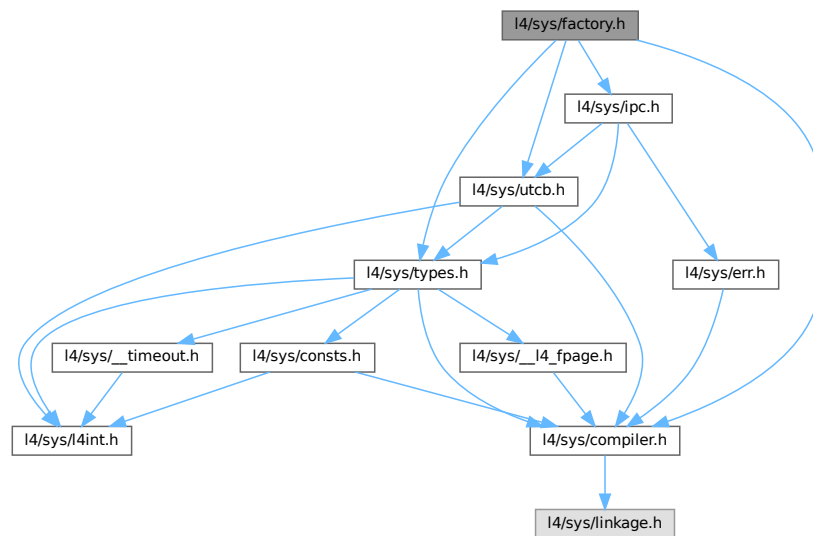 l4/sys/factory.h
l4/sys/ipc.h
l4/sys/utcb.h
l4/sys/types.h
l4/sys/err.h
l4/sys/__timeout.h
l4/sys/consts.h
l4/sys/__l4_fpage.h
l4/sys/l4int.h
l4/sys/compiler.h
l4/sys/linkage.h